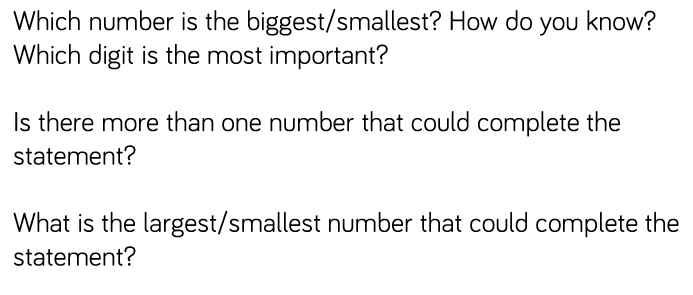 Which number is the biggest/smallest? How do you know?
Which digit is the most important?
Is there more than one number that could complete the
statement?
What is the largest/smallest number that could complete the
statement?